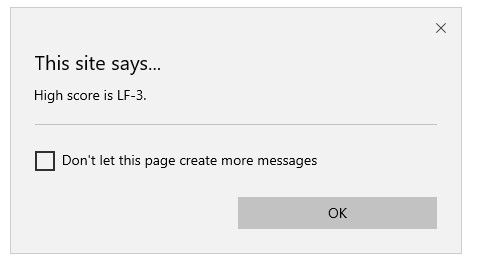 This site says...
High score is LF-3.
Don't let this page create more messages
OK